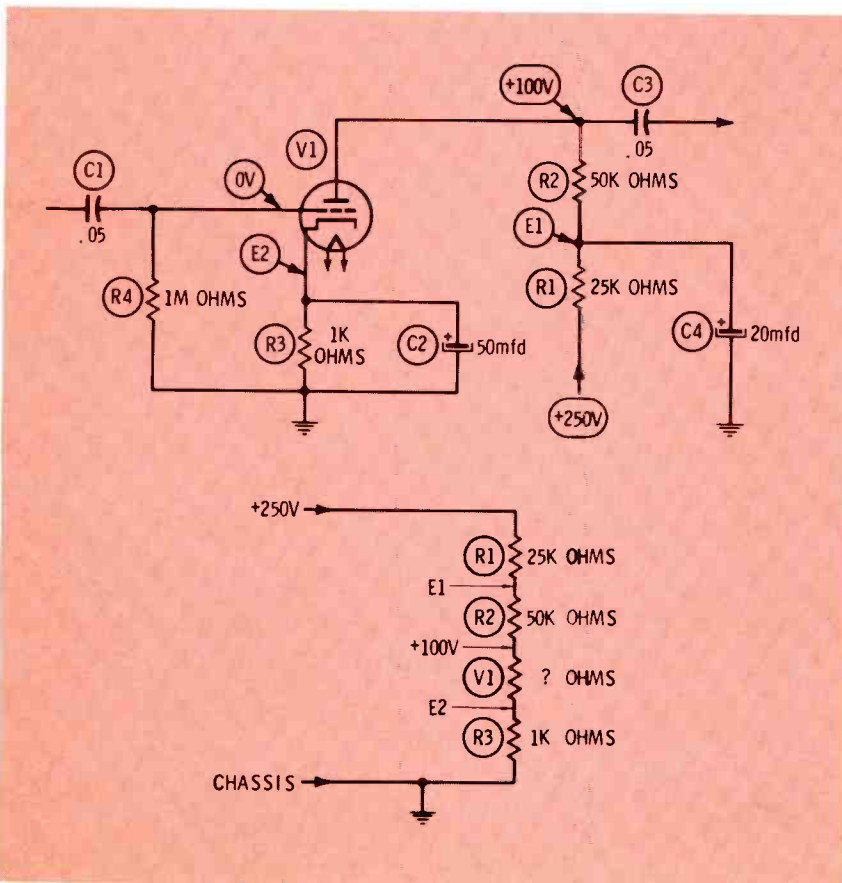 +100V
C3
.05
V1
C1
.05
0V
R2 50K OHMS
E1
E2
R4 1M OHMS
R1 25K OHMS
R3 1K
OHMS
C2 + 50mfd
C4 + 20mfd
+250V
+250V
R1 25K OHMS
E1
R2 50K OHMS
+100V
V1 ? OHMS
E2
R3 1K OHMS
CHASSIS